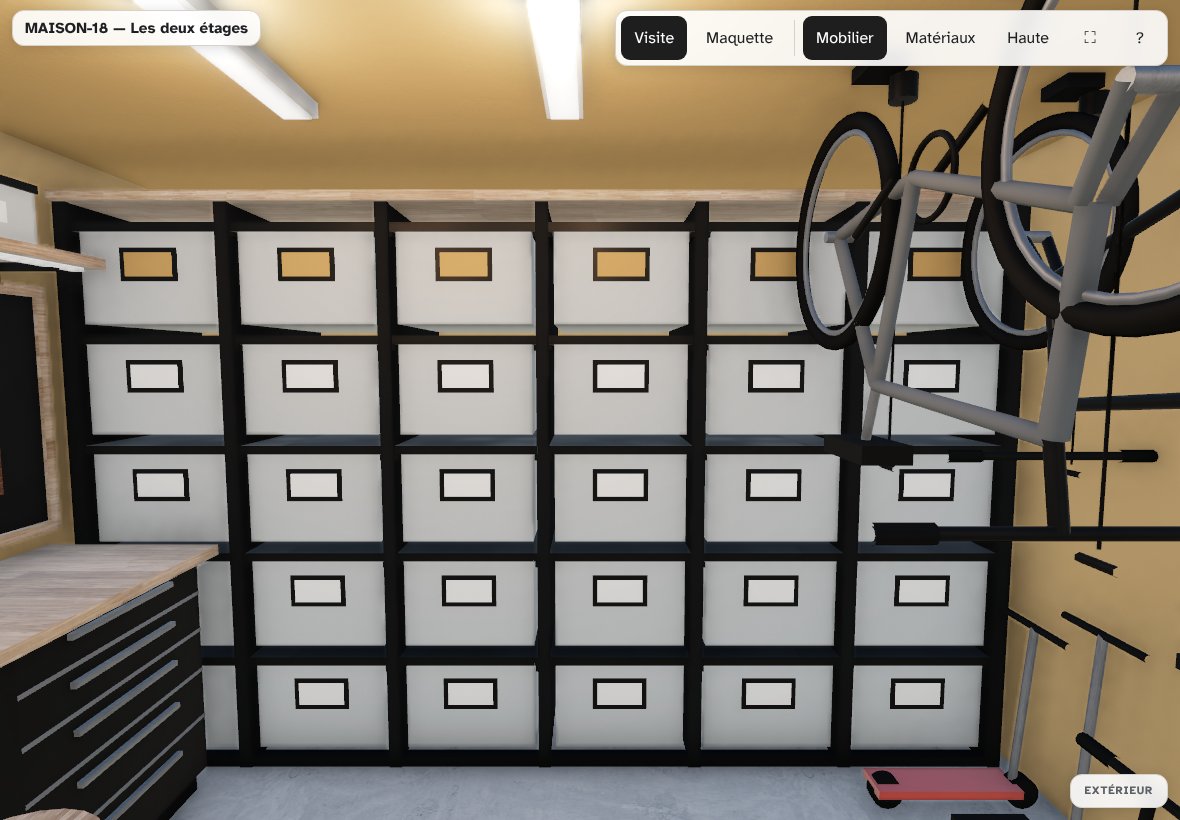 MAISON-18 — Les deux étages
Visite Maquette Mobilier Matériaux Haute ?
EXTÉRIEUR